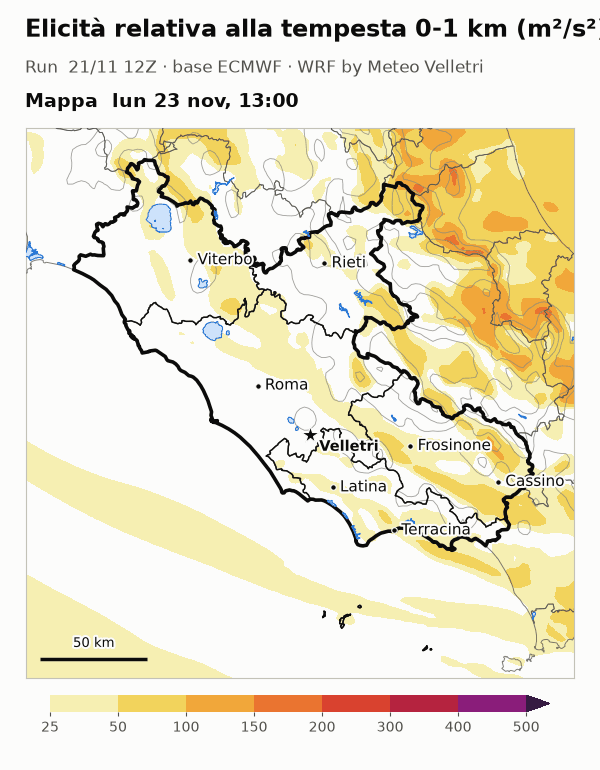 Elicità relativa alla tempesta 0-1 km (m²/s²)
Run 21/11 12Z · base ECMWF · WRF by Meteo Velletri
Mappa lun 23 nov, 13:00
Viterbo
Rieti
Roma
Velletri
Frosinone
Latina
Cassino
Terracina
50 km
25 50 100 150 200 300 400 500